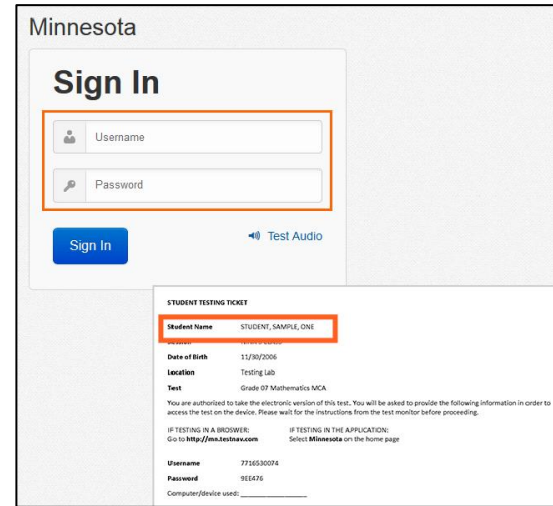 Minnesota
Sign In
Username
Password
Sign In
Test Audio
STUDENT TESTING TICKET
Student Name STUDENT, SAMPLE, ONE
Date of Birth 11/30/2006
Location Testing Lab
Test Grade 07 Mathematics MCA
You are authorized to take the electronic version of this test. You will be asked to provide the following information in order to
access the test on the device. Please wait for the instructions from the test monitor before proceeding.
IF TESTING IN A BROSWER: IF TESTING IN THE APPLICATION:
Go to http://mn.testnav.com Select Minnesota on the home page
Username 7716530074
Password 9EE476
Computer/device used: ____________________